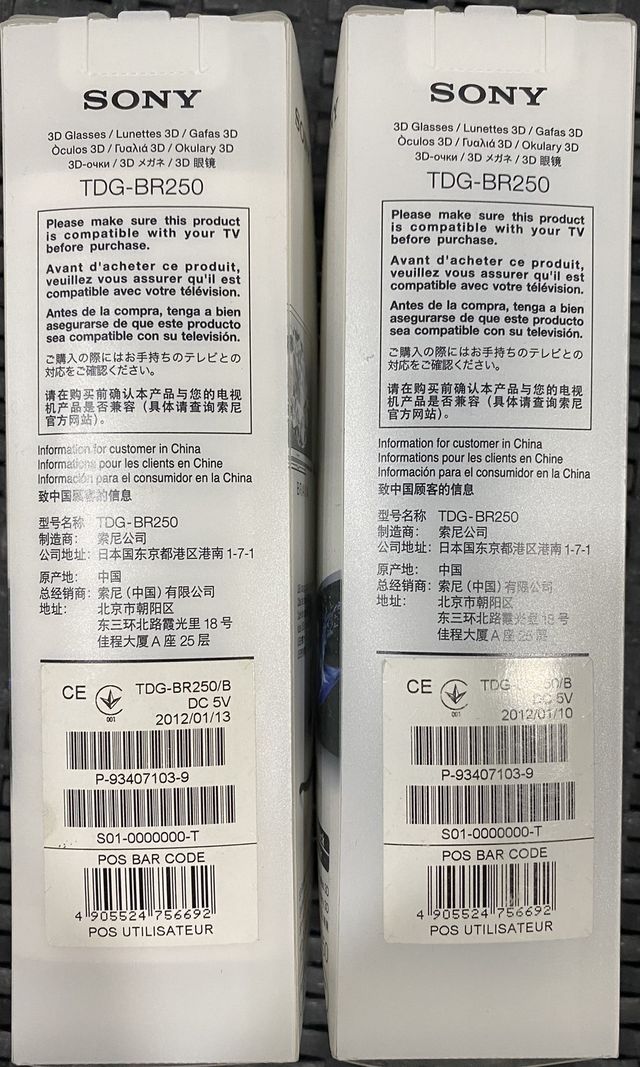 SONY
3D Glasses / Lunettes 3D / Gafas 3D
Òculos 3D / Γυαλιά 3D / Okulary 3D
3D-очки / 3D メガネ / 3D 眼镜
TDG-BR250
Please make sure this product
is compatible with your TV
before purchase.
Avant d'acheter ce produit,
veuillez vous assurer qu'il est
compatible avec votre télévision.
Antes de la compra, tenga a bien
asegurarse de que este producto
sea compatible con su televisión.
ご購入の際にはお手持ちのテレビとの
対応をご確認ください。
请在购买前确认本产品与您的电视
机产品是否兼容（具体请查询索尼
官方网站）。
Information for customer in China
Informations pour les clients en Chine
Información para el consumidor en la China
致中国顾客的信息
型号名称 TDG-BR250
制造商： 索尼公司
公司地址：日本国东京都港区港南 1-7-1
原产地： 中国
总经销商：索尼（中国）有限公司
地址： 北京市朝阳区
东三环北路霞光里 18 号
佳程大厦 A 座 25 层
CE 001 TDG-BR250/B
DC 5V
2012/01/13
P-93407103-9
S01-0000000-T
POS BAR CODE
4 905524 756692
POS UTILISATEUR
SONY
3D Glasses / Lunettes 3D / Gafas 3D
Òculos 3D / Γυαλιά 3D / Okulary 3D
3D-очки / 3D メガネ / 3D 眼镜
TDG-BR250
Please make sure this product
is compatible with your TV
before purchase.
Avant d'acheter ce produit,
veuillez vous assurer qu'il est
compatible avec votre télévision.
Antes de la compra, tenga a bien
asegurarse de que este producto
sea compatible con su televisión.
ご購入の際にはお手持ちのテレビとの
対応をご確認ください。
请在购买前确认本产品与您的电视
机产品是否兼容（具体请查询索尼
官方网站）。
Information for customer in China
Informations pour les clients en Chine
Información para el consumidor en la China
致中国顾客的信息
型号名称 TDG-BR250
制造商： 索尼公司
公司地址：日本国东京都港区港南 1-7-1
原产地： 中国
总经销商：索尼（中国）有限公司
地址： 北京市朝阳区
东三环北路霞光里 18 号
佳程大厦 A 座 25 层
CE 001 TDG-BR250/B
DC 5V
2012/01/10
P-93407103-9
S01-0000000-T
POS BAR CODE
4 905524 756692
POS UTILISATEUR